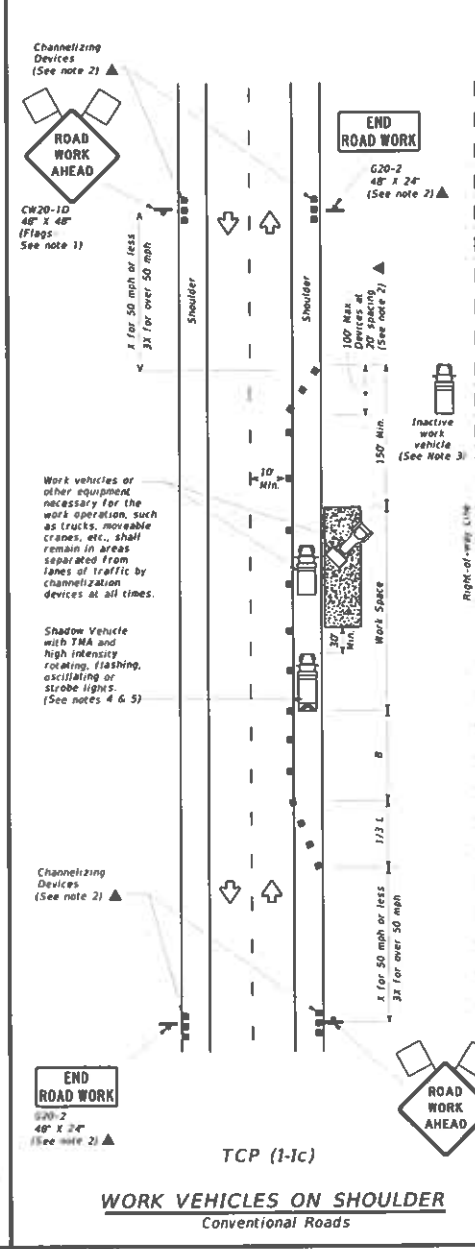 Channelizing
Devices
(See note 2) ▲
ROAD
WORK
AHEAD
CW20-1D
48" X 48"
(Flags
See note 1)
X for 50 mph or less
3X for over 50 mph
Shoulder
Shoulder
END
ROAD WORK
G20-2
48" X 24"
(See note 2) ▲
100' Max
Devices at
20' spacing
(See note 2) ▲
150' Min.
Inactive
work
vehicle
(See Note 3)
Right-of-way Line
10'
Min.
Work vehicles or
other equipment
necessary for the
work operation, such
as trucks, moveable
cranes, etc., shall
remain in areas
separated from
lanes of traffic by
channelization
devices at all times.
Work Space
30'
Min.
Shadow Vehicle
with TMA and
high intensity
rotating, flashing,
oscillating or
strobe lights.
(See notes 4 & 5)
B
1/3 L
Channelizing
Devices
(See note 2) ▲
X for 50 mph or less
3X for over 50 mph
END
ROAD WORK
G20-2
48" X 24"
(See note 2) ▲
ROAD
WORK
AHEAD
TCP (1-1c)
WORK VEHICLES ON SHOULDER
Conventional Roads